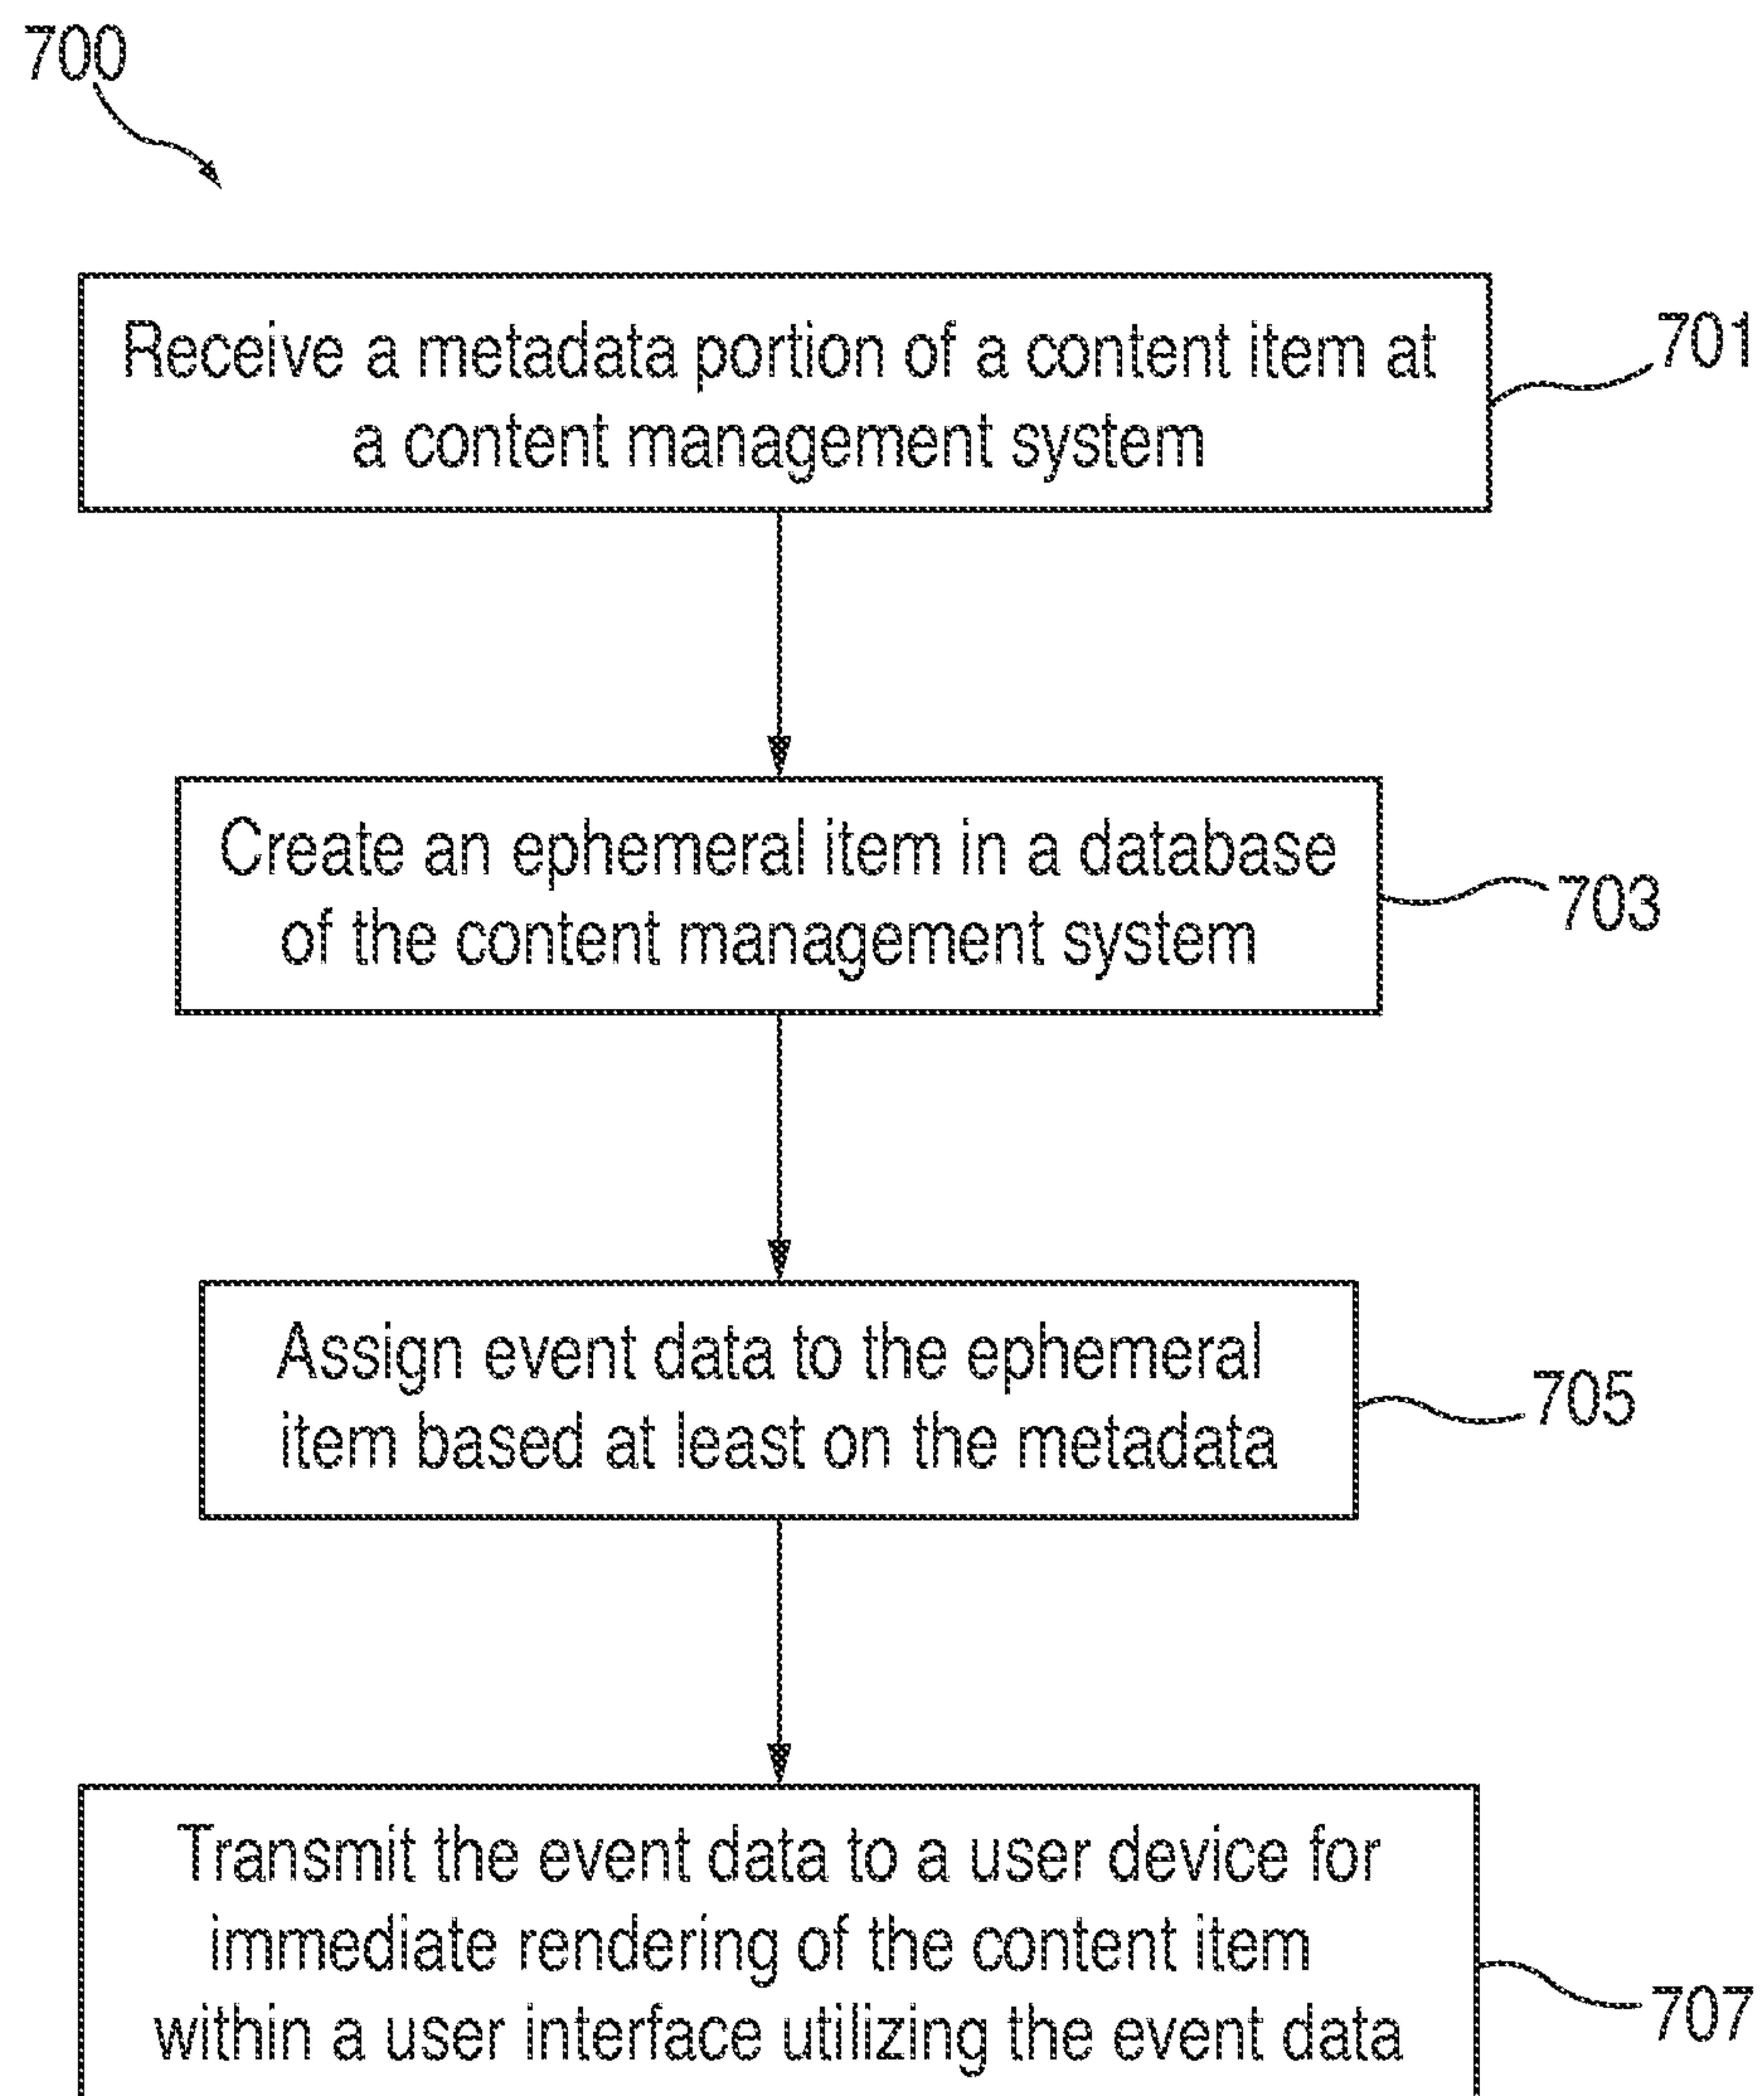 700
Receive a metadata portion of a content item at
a content management system
701
Create an ephemeral item in a database
of the content management system
703
Assign event data to the ephemeral
item based at least on the metadata
705
Transmit the event data to a user device for
immediate rendering of the content item
within a user interface utilizing the event data
707